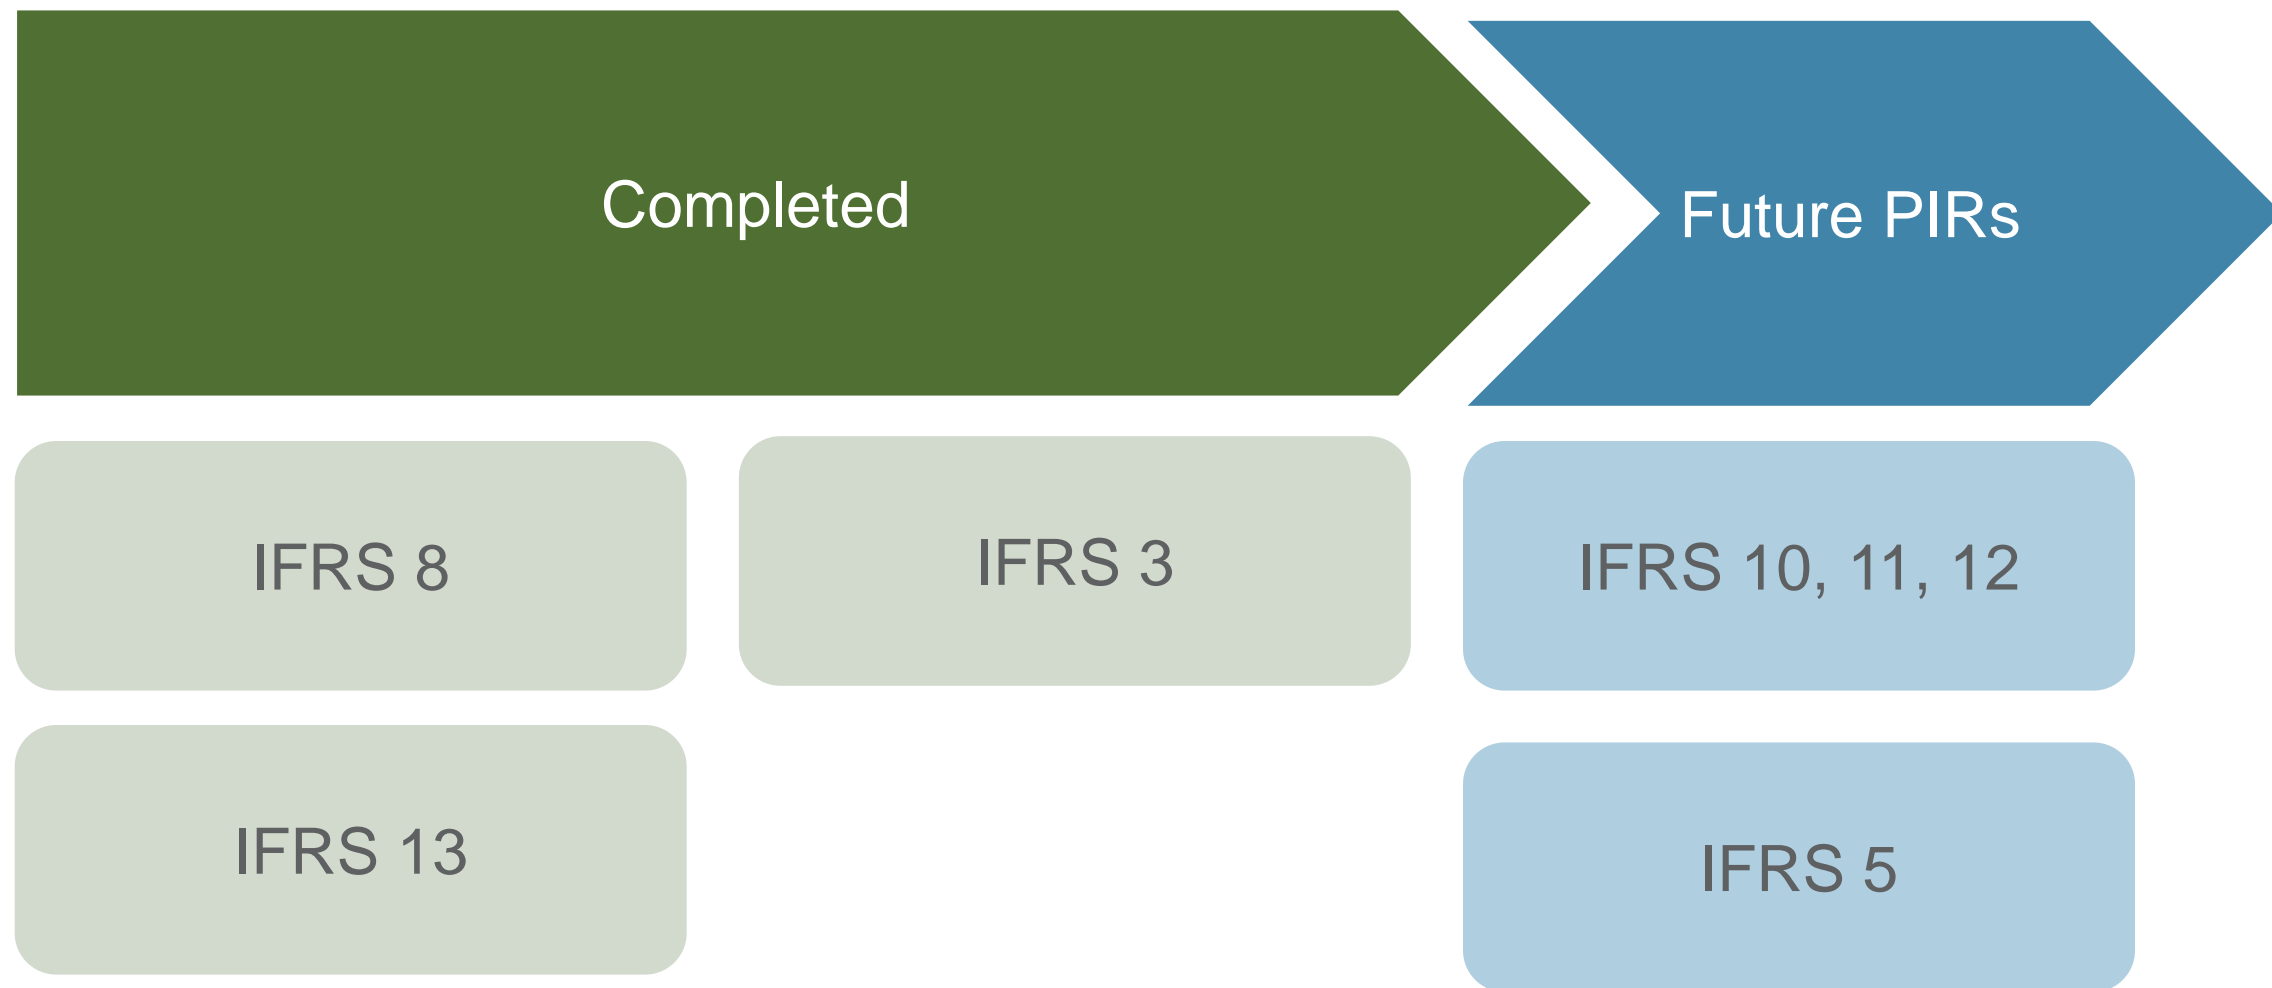 Completed
Future PIRs
IFRS 8
IFRS 3
IFRS 10, 11, 12
IFRS 13
IFRS 5